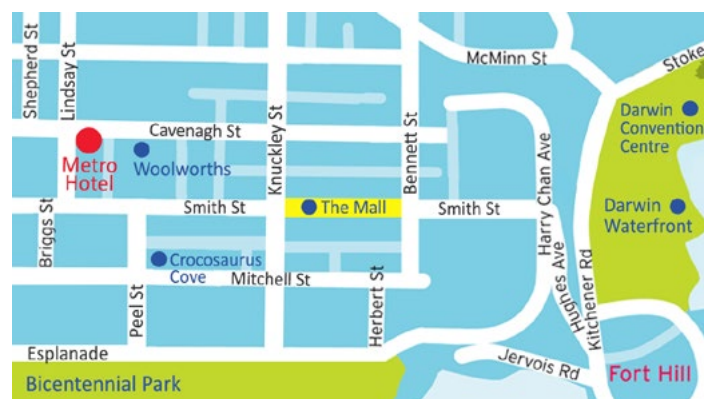 Shepherd St
Lindsay St
McMinn St
Stoke
Darwin
Convention
Centre
Cavenagh St
Metro
Hotel
Woolworths
Knuckley St
Bennett St
Harry Chan Ave
Briggs St
Smith St
The Mall
Smith St
Darwin
Waterfront
Crocosaurus
Cove
Mitchell St
Peel St
Herbert St
Hughes Ave
Kitchener Rd
Esplanade
Jervois Rd
Fort Hill
Bicentennial Park